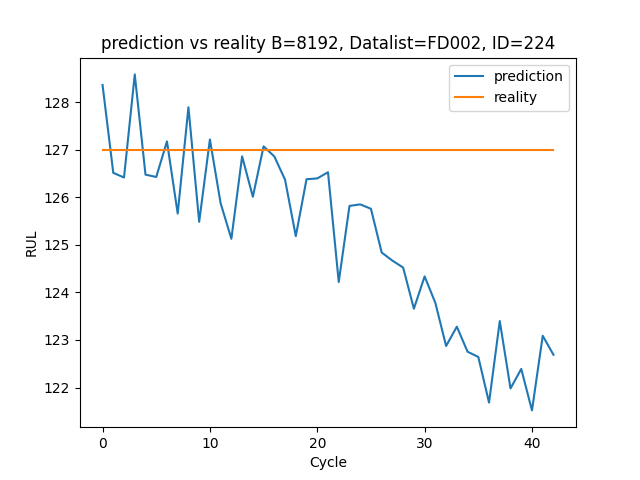 prediction vs reality B=8192, Datalist=FD002, ID=224
prediction
reality
128
127
126
125
124
123
122
RUL
0 10 20 30 40
Cycle